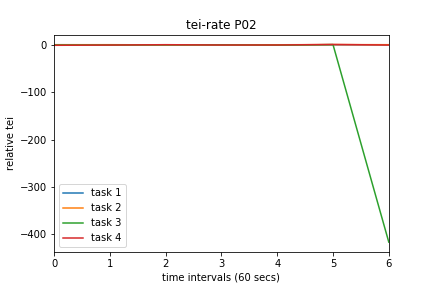 tei-rate P02
relative tei
0
−100
−200
−300
−400
task 1
task 2
task 3
task 4
0 1 2 3 4 5 6
time intervals (60 secs)